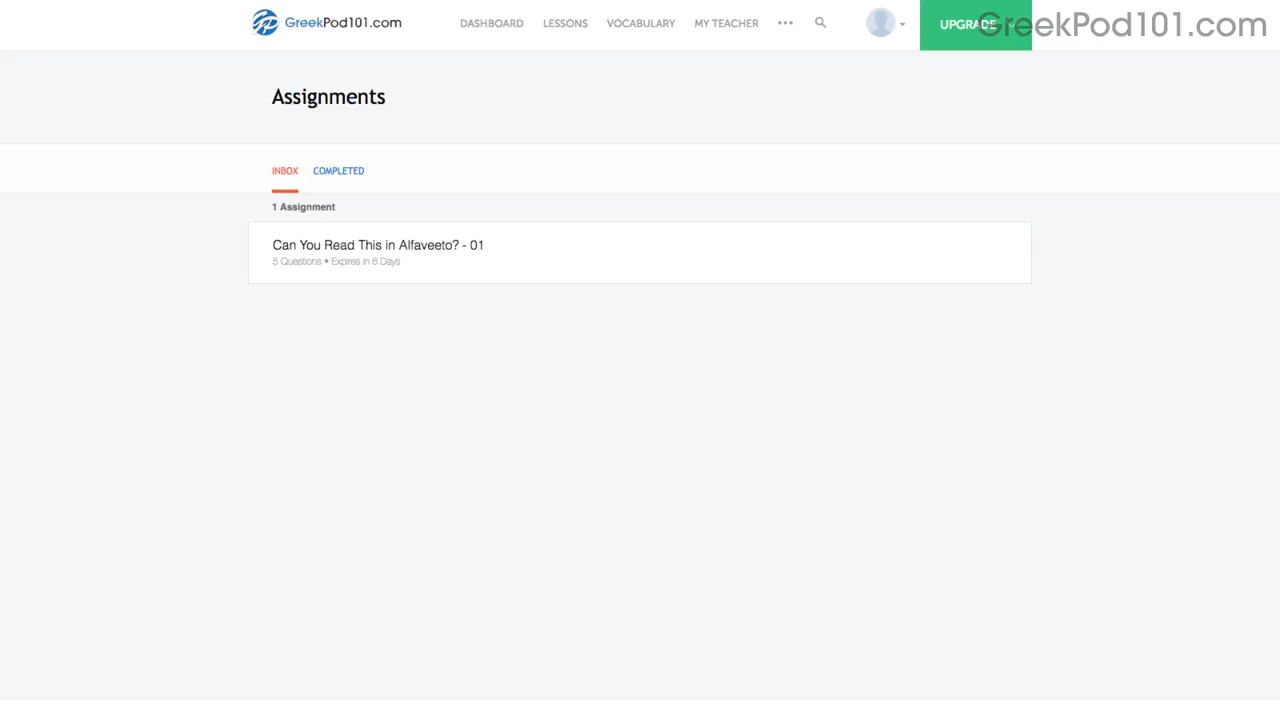 GreekPod101.com DASHBOARD LESSONS VOCABULARY MY TEACHER ••• UPGRADE
GreekPod101.com
Assignments
INBOX COMPLETED
1 Assignment
Can You Read This in Alfaveeto? - 01
5 Questions • Expires in 6 Days